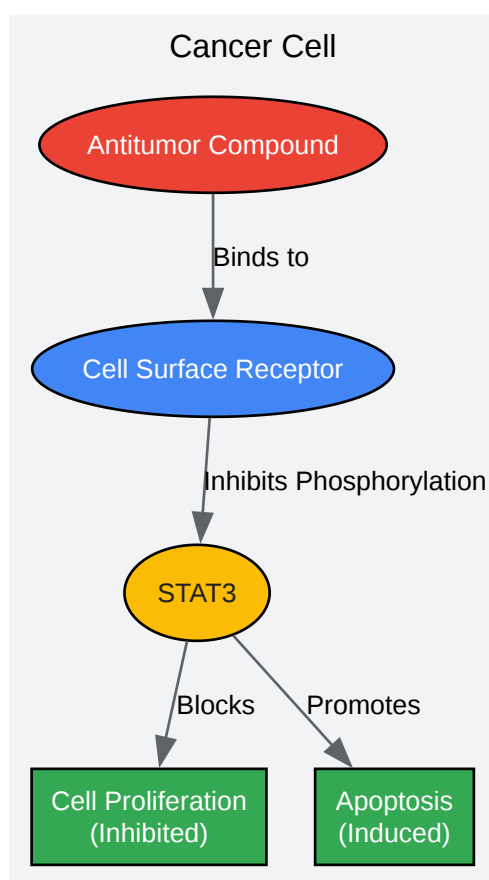 Cancer Cell
Antitumor Compound
Binds to
Cell Surface Receptor
Inhibits Phosphorylation
STAT3
Blocks
Promotes
Cell Proliferation
(Inhibited)
Apoptosis
(Induced)